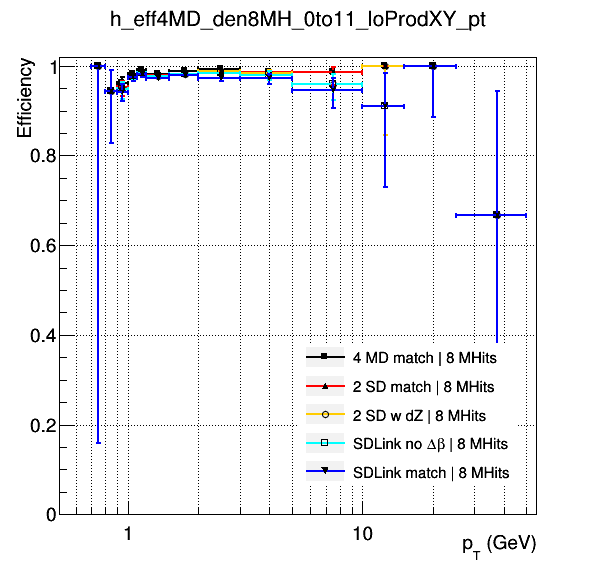 h_eff4MD_den8MH_0to11_loProdXY_pt
Efficiency
1
0.8
0.6
0.4
0.2
0
4 MD match | 8 MHits
2 SD match | 8 MHits
2 SD w dZ | 8 MHits
SDLink no Δβ | 8 MHits
SDLink match | 8 MHits
1
10
p_T (GeV)